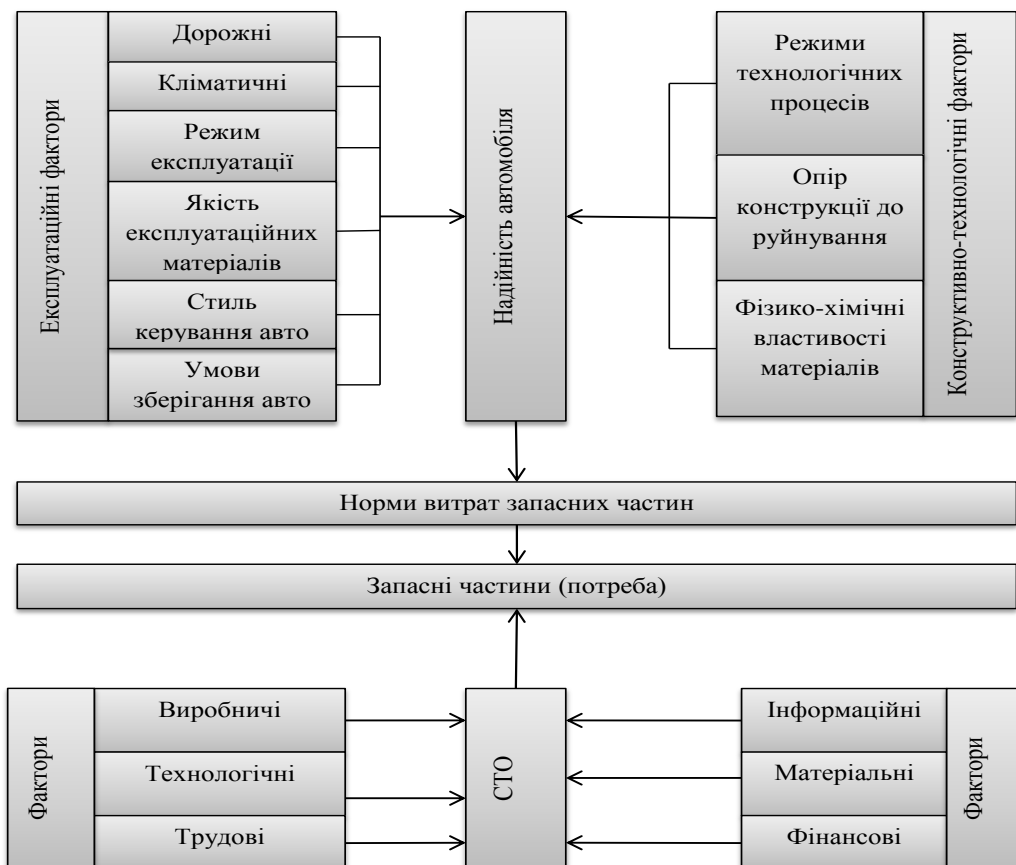 Експлуатаційні фактори
Дорожні
Кліматичні
Режим
експлуатації
Якість
експлуатаційних
матеріалів
Стиль
керування авто
Умови
зберігання авто
Надійність автомобіля
Режими
технологічних
процесів
Опір
конструкції до
руйнування
Фізико-хімічні
властивості
матеріалів
Конструктивно-технологічні фактори
Норми витрат запасних частин
Запасні частини (потреба)
Фактори
Виробничі
Технологічні
Трудові
СТО
Інформаційні
Матеріальні
Фінансові
Фактори